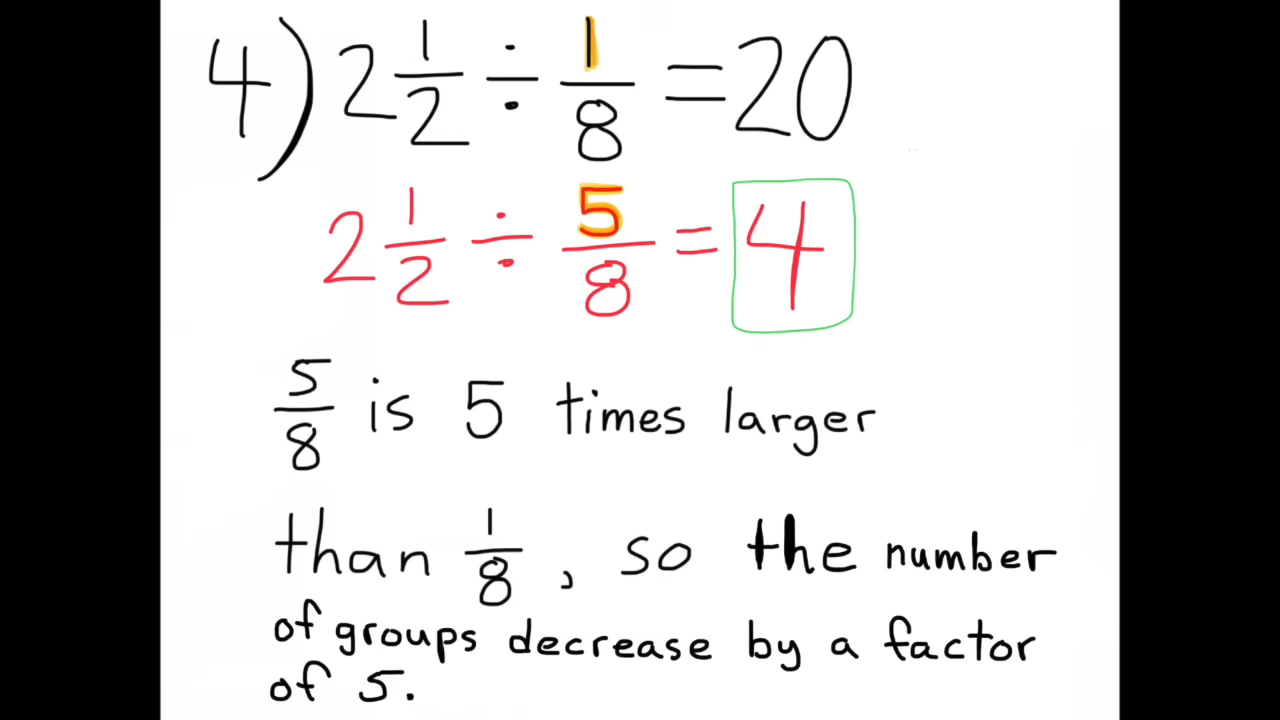 4) 2 1/2 ÷ 1/8 = 20
2 1/2 ÷ 5/8 = 4
5/8 is 5 times larger
than 1/8, so the number
of groups decrease by a factor
of 5.